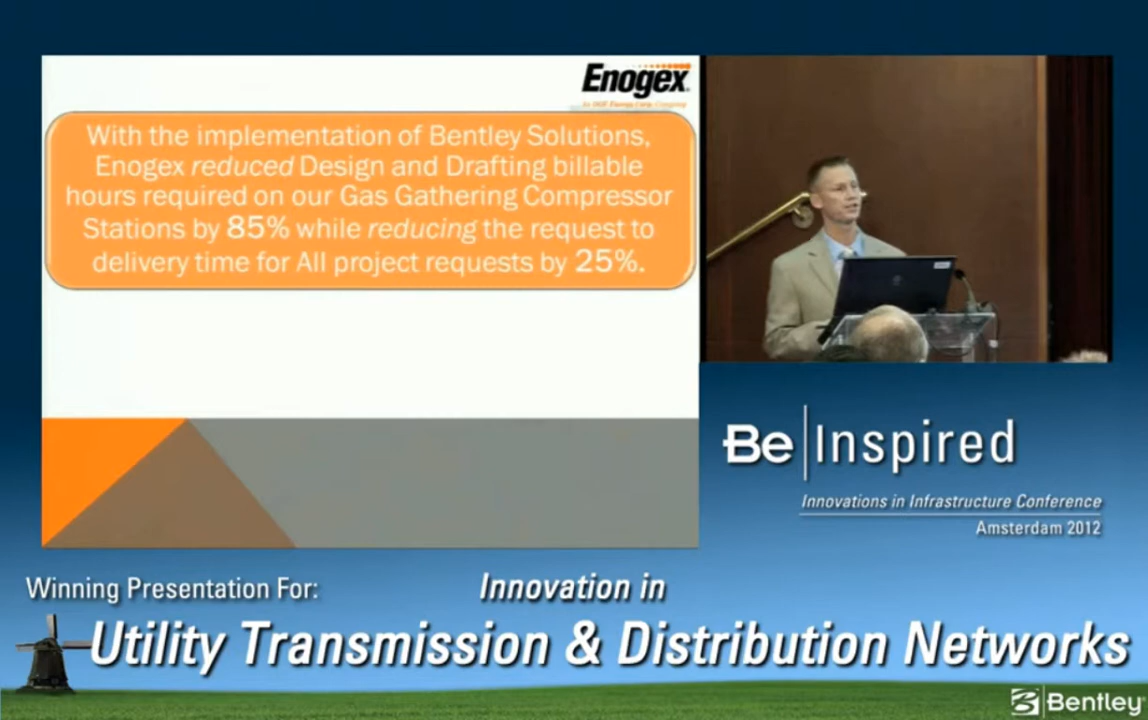 Enogex
With the implementation of Bentley Solutions,
Enogex reduced Design and Drafting billable
hours required on our Gas Gathering Compressor
Stations by 85% while reducing the request to
delivery time for All project requests by 25%.
Be Inspired
Innovations in Infrastructure Conference
Amsterdam 2012
Winning Presentation For:
Innovation in
Utility Transmission & Distribution Networks
Bentley